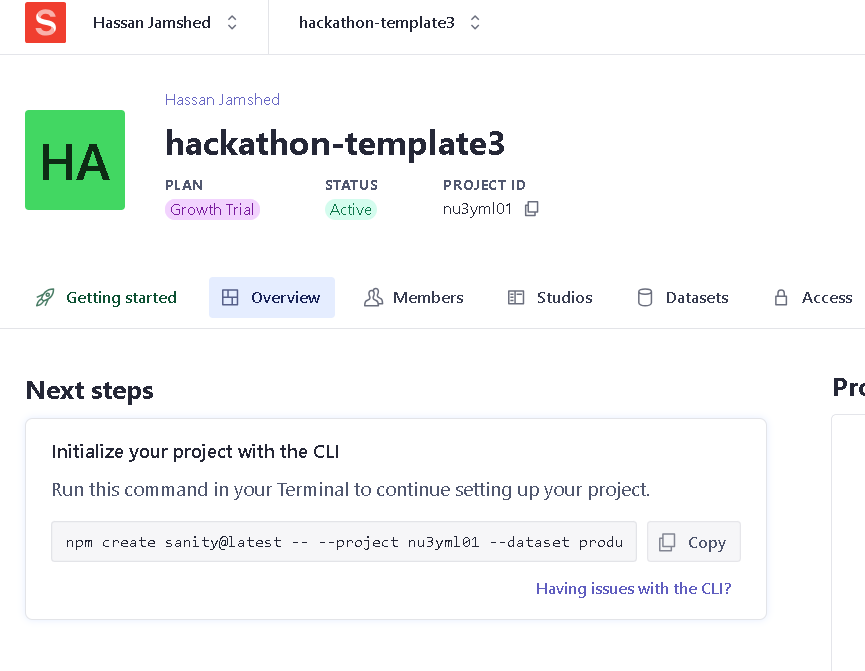 S Hassan Jamshed hackathon-template3
Hassan Jamshed
HA
hackathon-template3
PLAN STATUS PROJECT ID
Growth Trial Active nu3yml01
Getting started Overview Members Studios Datasets Access
Next steps
Pro
Initialize your project with the CLI
Run this command in your Terminal to continue setting up your project.
npm create sanity@latest -- --project nu3yml01 --dataset produ Copy
Having issues with the CLI?